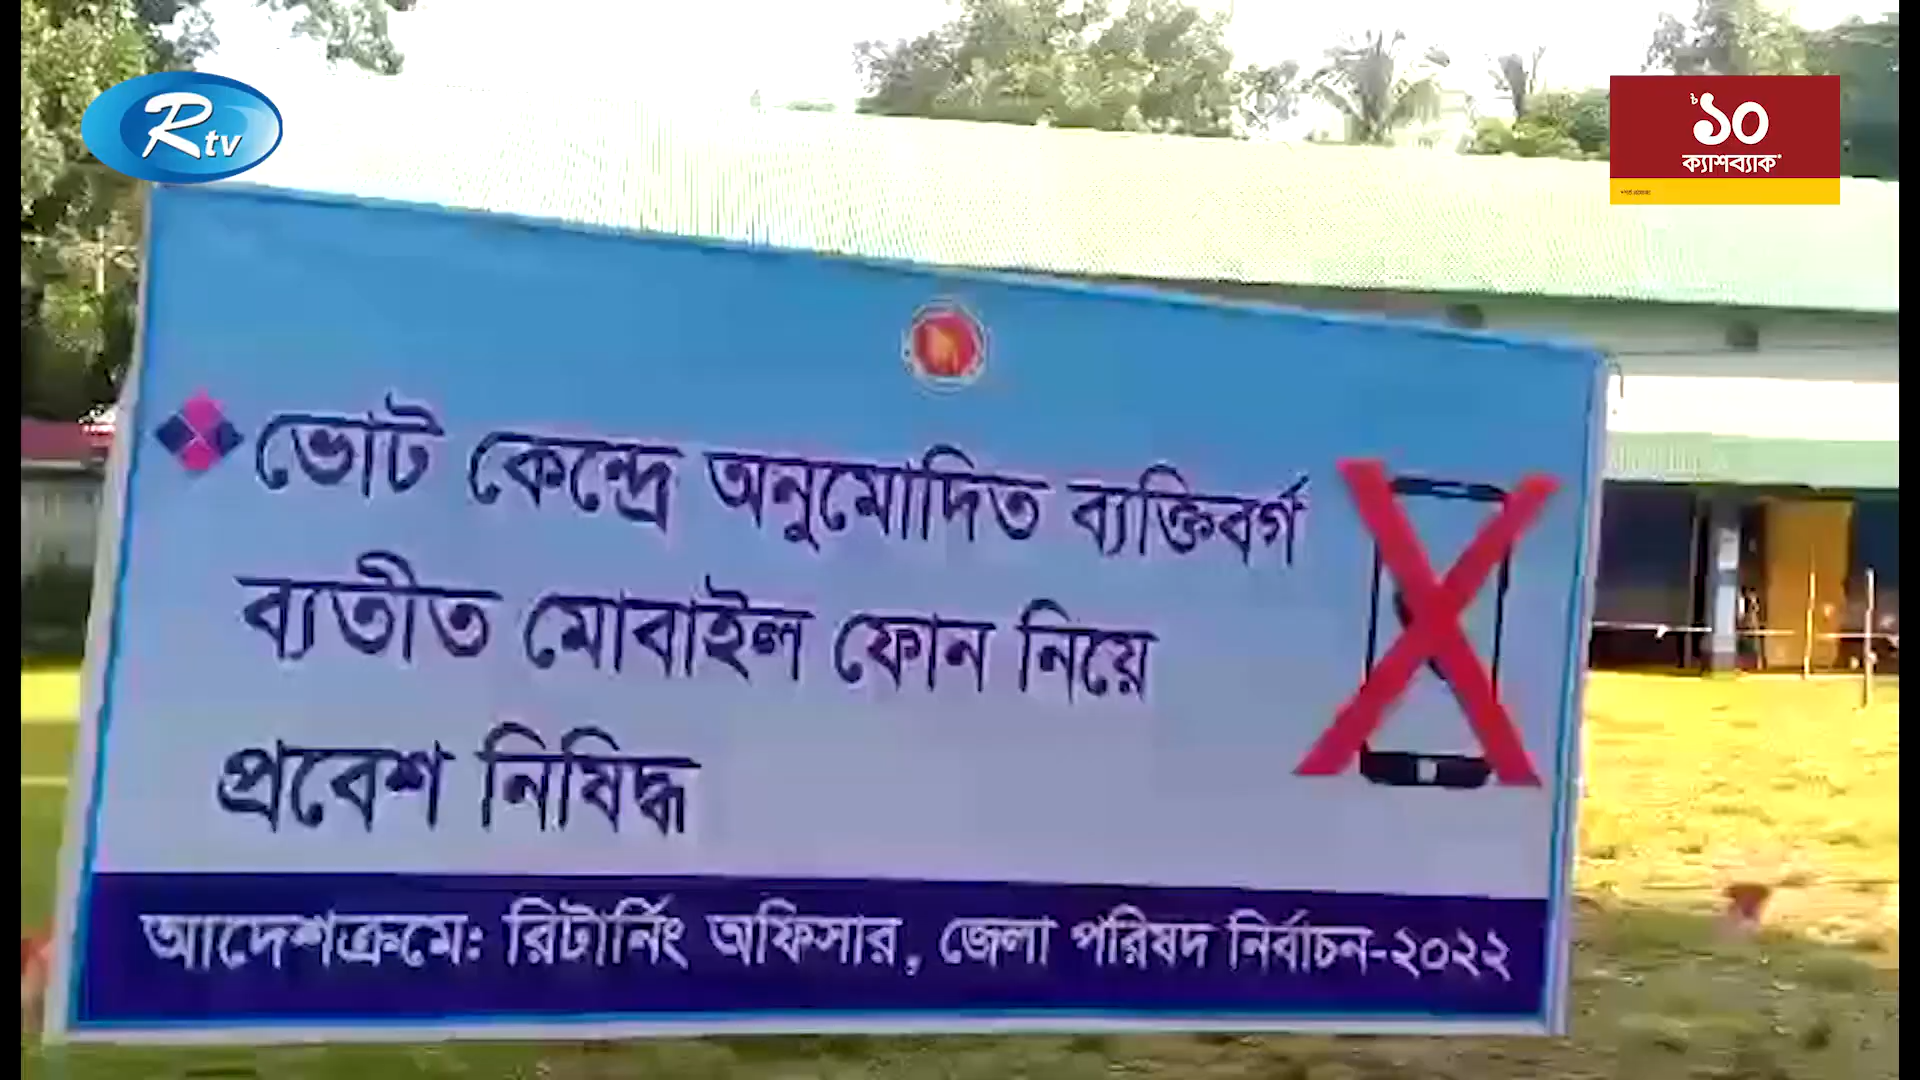 Rtv
৳১০
ক্যাশব্যাক*
ভোট কেন্দ্রে অনুমোদিত ব্যক্তিবর্গ
ব্যতীত মোবাইল ফোন নিয়ে
প্রবেশ নিষিদ্ধ
আদেশক্রমে: রিটার্নিং অফিসার, জেলা পরিষদ নির্বাচন-২০২২